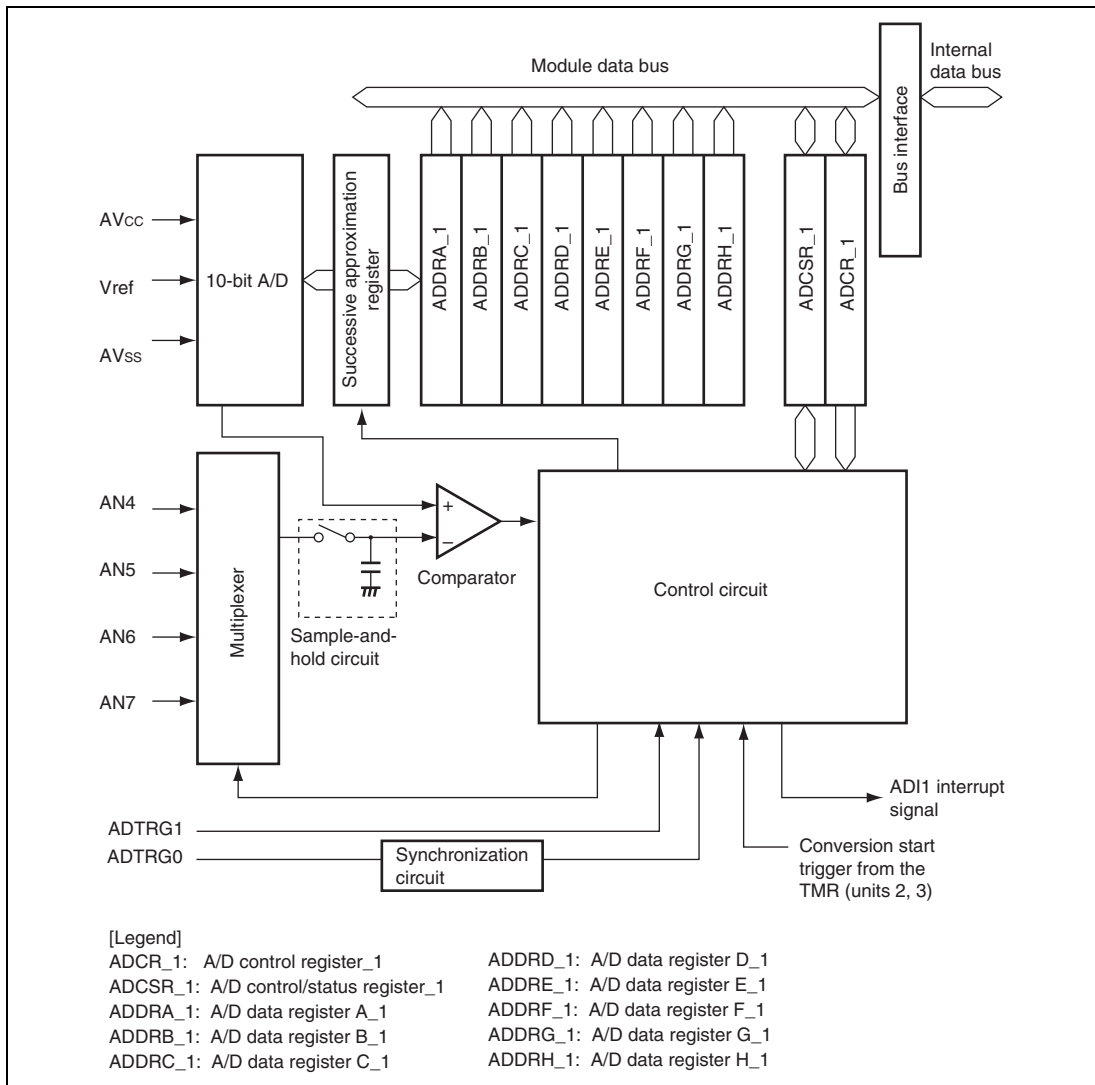 Module data bus
Internal
data bus
Bus interface
AVCC
Vref
AVSS
10-bit A/D
Successive approximation
register
ADDRA_1
ADDRB_1
ADDRC_1
ADDRD_1
ADDRE_1
ADDRF_1
ADDRG_1
ADDRH_1
ADCSR_1
ADCR_1
AN4
AN5
AN6
AN7
Multiplexer
+
–
Comparator
Sample-and-
hold circuit
Control circuit
ADI1 interrupt
signal
ADTRG1
ADTRG0
Synchronization
circuit
Conversion start
trigger from the
TMR (units 2, 3)
[Legend]
ADCR_1: A/D control register_1
ADCSR_1: A/D control/status register_1
ADDRA_1: A/D data register A_1
ADDRB_1: A/D data register B_1
ADDRC_1: A/D data register C_1
ADDRD_1: A/D data register D_1
ADDRE_1: A/D data register E_1
ADDRF_1: A/D data register F_1
ADDRG_1: A/D data register G_1
ADDRH_1: A/D data register H_1